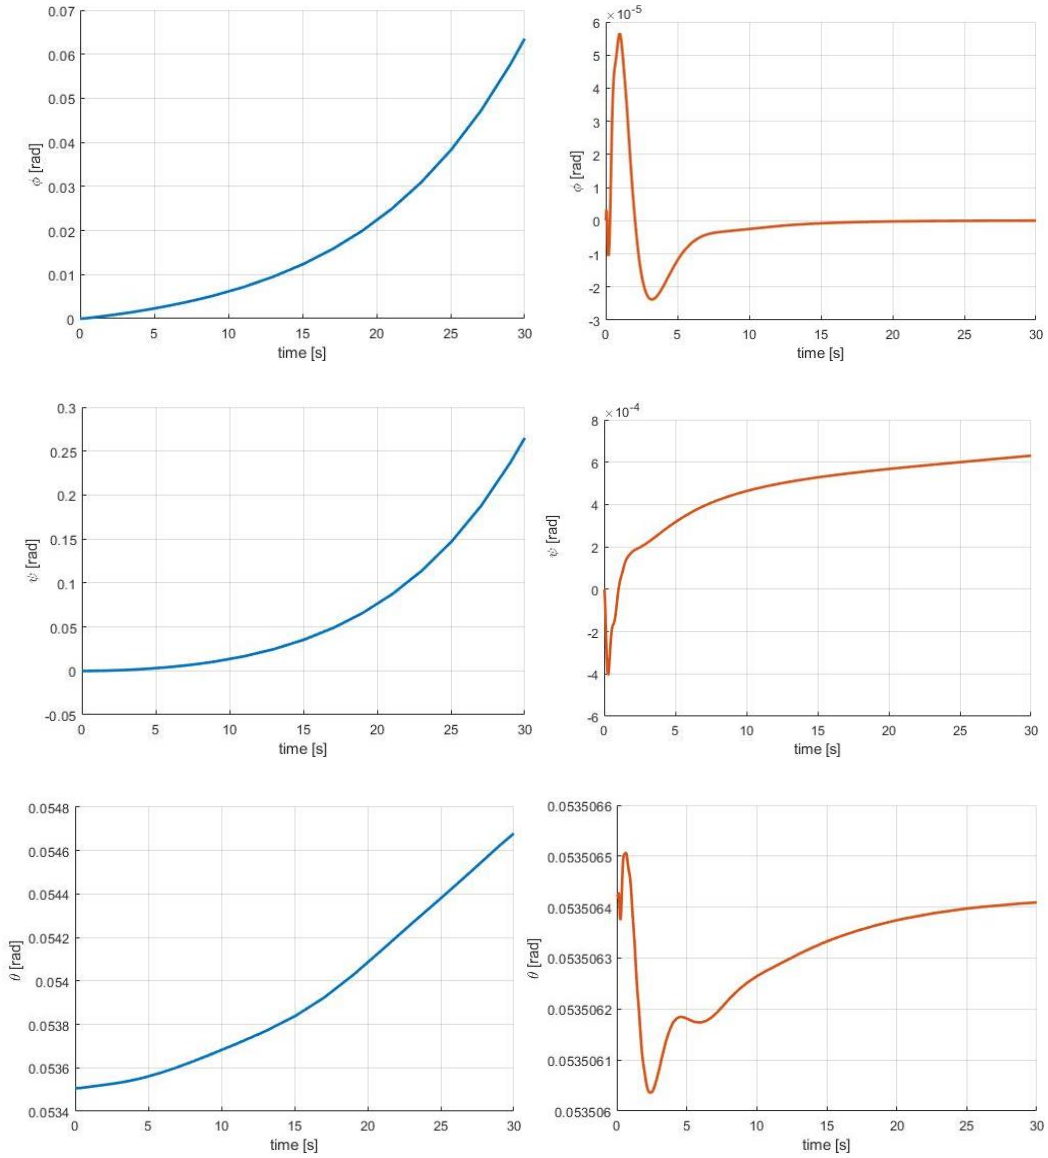 0.07
0.06
0.05
0.04
0.03
0.02
0.01
0
ϕ [rad]
0 5 10 15 20 25 30
time [s]
×10-5
6
5
4
3
2
1
0
-1
-2
-3
ϕ [rad]
0 5 10 15 20 25 30
time [s]
0.3
0.25
0.2
0.15
0.1
0.05
0
-0.05
ψ [rad]
0 5 10 15 20 25 30
time [s]
×10-4
8
6
4
2
0
-2
-4
-6
ψ [rad]
0 5 10 15 20 25 30
time [s]
0.0548
0.0546
0.0544
0.0542
0.054
0.0538
0.0536
0.0534
θ [rad]
0 5 10 15 20 25 30
time [s]
0.0535066
0.0535065
0.0535064
0.0535063
0.0535062
0.0535061
0.053506
θ [rad]
0 5 10 15 20 25 30
time [s]